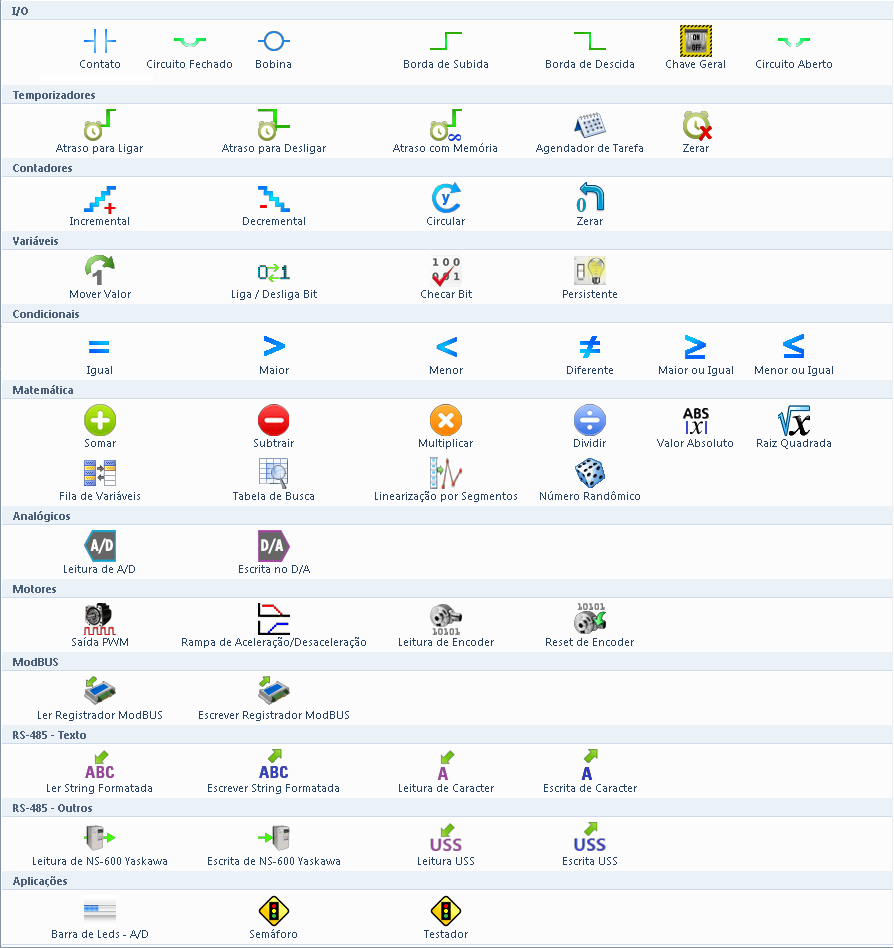 I/O
Contato Circuito Fechado Bobina Borda de Subida Borda de Descida ON OFF Chave Geral Circuito Aberto
Temporizadores
Atraso para Ligar Atraso para Desligar Atraso com Memória Agendador de Tarefa Zerar
Contadores
y 0
Incremental Decremental Circular Zerar
Variáveis
1 0 1 1 0 0 0 1
Mover Valor Liga / Desliga Bit Checar Bit Persistente
Condicionais
= > < ≠ ≥ ≤
Igual Maior Menor Diferente Maior ou Igual Menor ou Igual
Matemática
ABS |x| √x
Somar Subtrair Multiplicar Dividir Valor Absoluto Raiz Quadrada
Fila de Variáveis Tabela de Busca Linearização por Segmentos Número Randômico
Analógicos
A/D D/A
Leitura de A/D Escrita no D/A
Motores
10101 10101
Saída PWM Rampa de Aceleração/Desaceleração Leitura de Encoder Reset de Encoder
ModBUS
Ler Registrador ModBUS Escrever Registrador ModBUS
RS-485 - Texto
ABC ABC A A
Ler String Formatada Escrever String Formatada Leitura de Caracter Escrita de Caracter
RS-485 - Outros
USS USS
Leitura de NS-600 Yaskawa Escrita de NS-600 Yaskawa Leitura USS Escrita USS
Aplicações
Barra de Leds - A/D Semáforo Testador